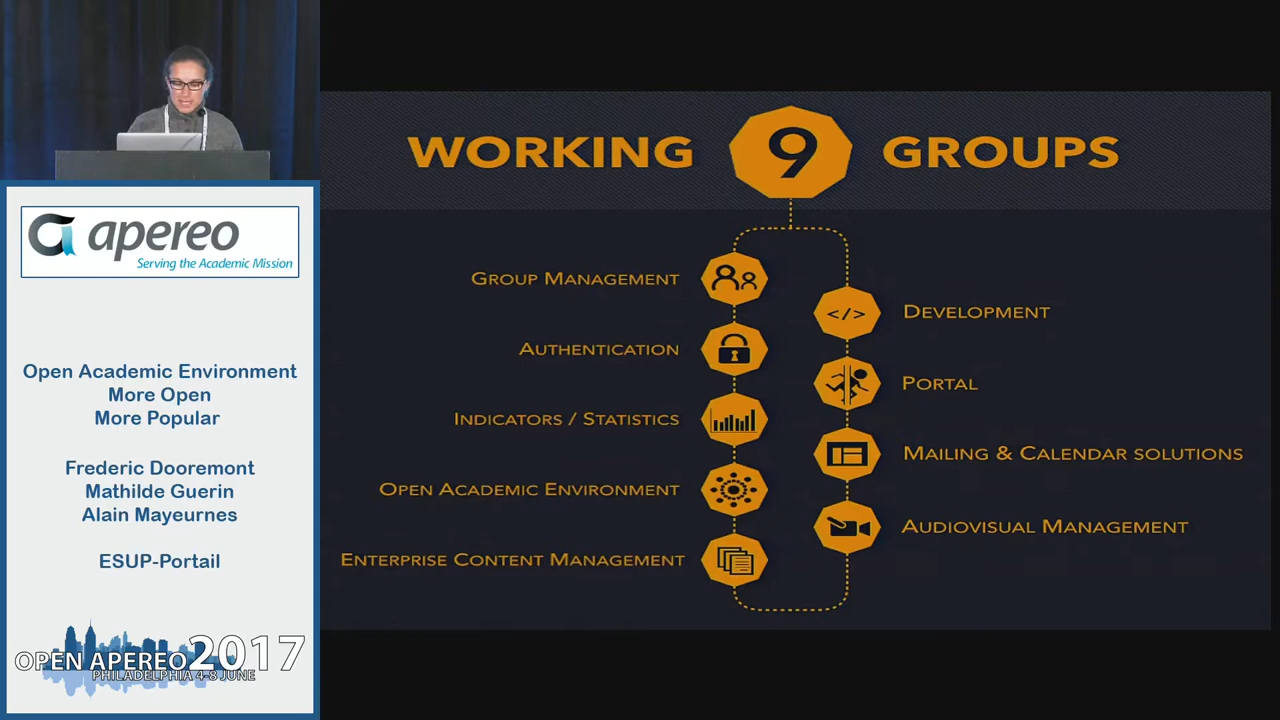 apereo
Serving the Academic Mission
Open Academic Environment
More Open
More Popular
Frederic Dooremont
Mathilde Guerin
Alain Mayeurnes
ESUP-Portail
OPEN APEREO 2017
PHILADELPHIA 4-8 JUNE
WORKING 9 GROUPS
GROUP MANAGEMENT
AUTHENTICATION
INDICATORS / STATISTICS
OPEN ACADEMIC ENVIRONMENT
ENTERPRISE CONTENT MANAGEMENT
</>
DEVELOPMENT
PORTAL
MAILING & CALENDAR SOLUTIONS
AUDIOVISUAL MANAGEMENT